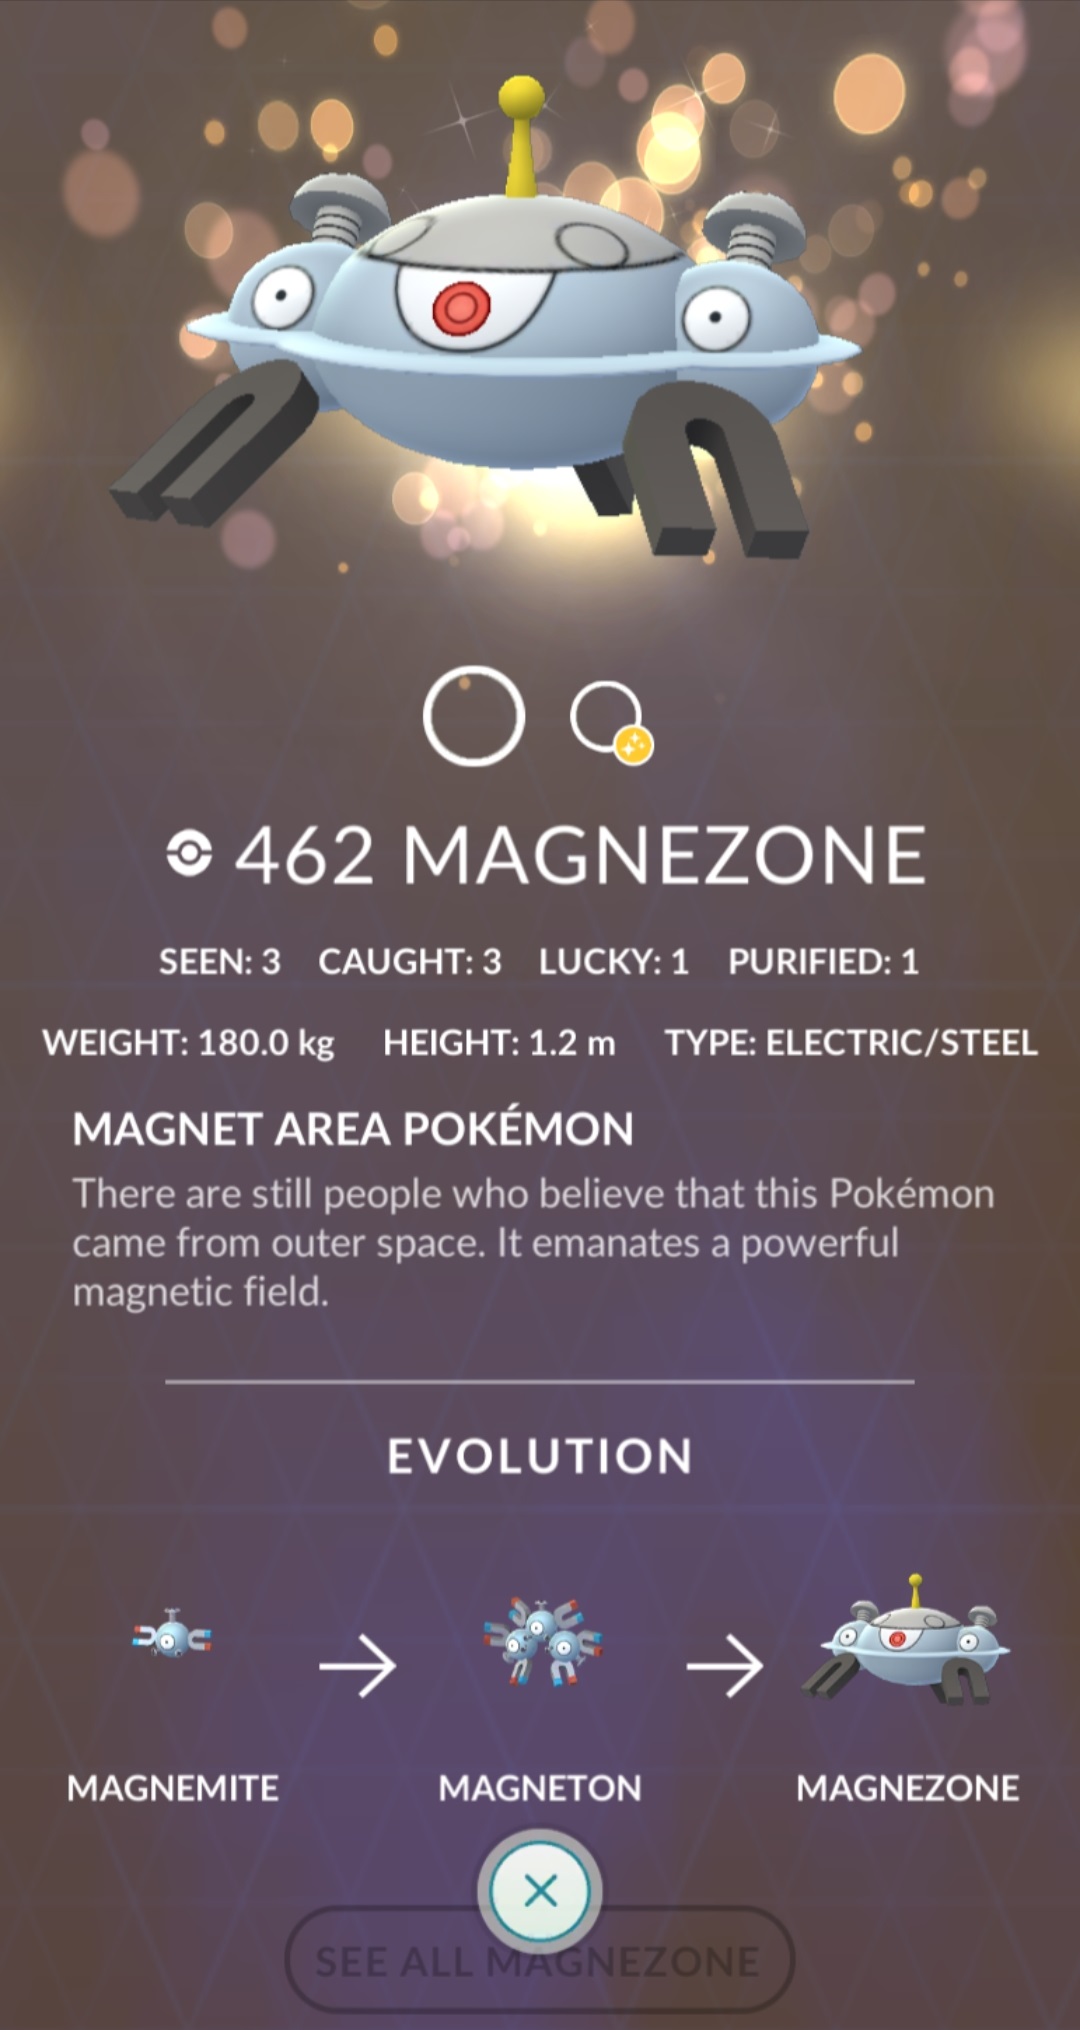 462 MAGNEZONE
SEEN: 3 CAUGHT: 3 LUCKY: 1 PURIFIED: 1
WEIGHT: 180.0 kg HEIGHT: 1.2 m TYPE: ELECTRIC/STEEL
MAGNET AREA POKÉMON
There are still people who believe that this Pokémon
came from outer space. It emanates a powerful
magnetic field.
EVOLUTION
MAGNEMITE MAGNETON MAGNEZONE
SEE ALL MAGNEZONE